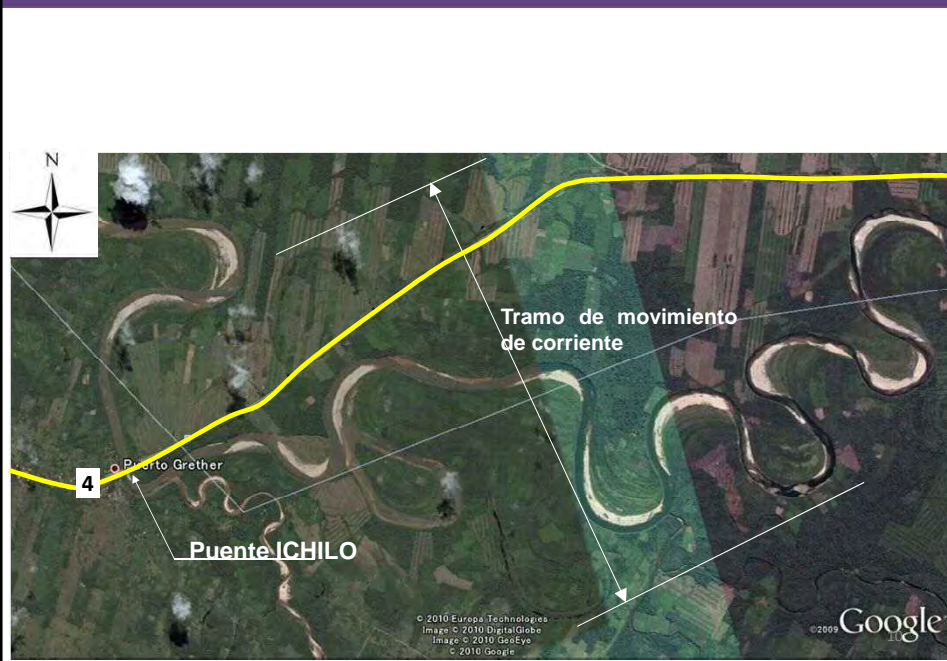 N
Tramo de movimiento
de corriente
Puerto Grether
4
Puente ICHILO
© 2010 Europa Technologies
Image © 2010 DigitalGlobe
Image © 2010 GeoEye
© 2010 Google
©2009 Google